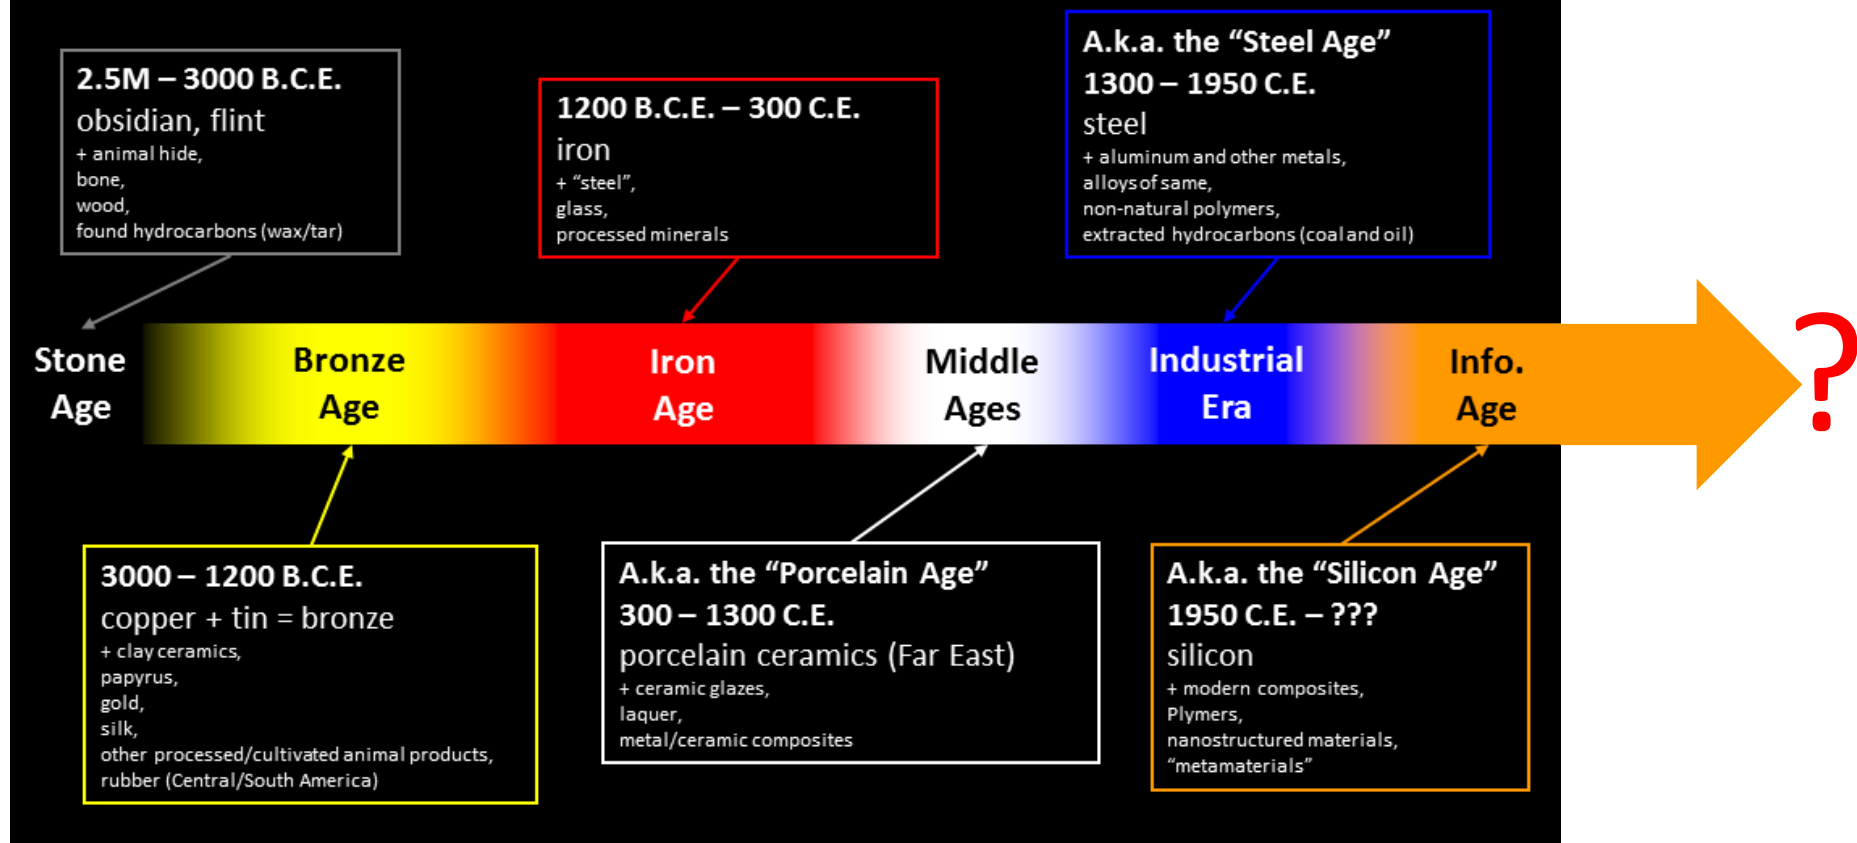 2.5M – 3000 B.C.E.
obsidian, flint
+ animal hide,
bone,
wood,
found hydrocarbons (wax/tar)
1200 B.C.E. – 300 C.E.
iron
+ “steel”,
glass,
processed minerals
A.k.a. the “Steel Age”
1300 – 1950 C.E.
steel
+ aluminum and other metals,
alloys of same,
non-natural polymers,
extracted hydrocarbons (coal and oil)
Stone
Age
Bronze
Age
Iron
Age
Middle
Ages
Industrial
Era
Info.
Age
?
3000 – 1200 B.C.E.
copper + tin = bronze
+ clay ceramics,
papyrus,
gold,
silk,
other processed/cultivated animal products,
rubber (Central/South America)
A.k.a. the “Porcelain Age”
300 – 1300 C.E.
porcelain ceramics (Far East)
+ ceramic glazes,
laquer,
metal/ceramic composites
A.k.a. the “Silicon Age”
1950 C.E. – ???
silicon
+ modern composites,
Plymers,
nanostructured materials,
“metamaterials”